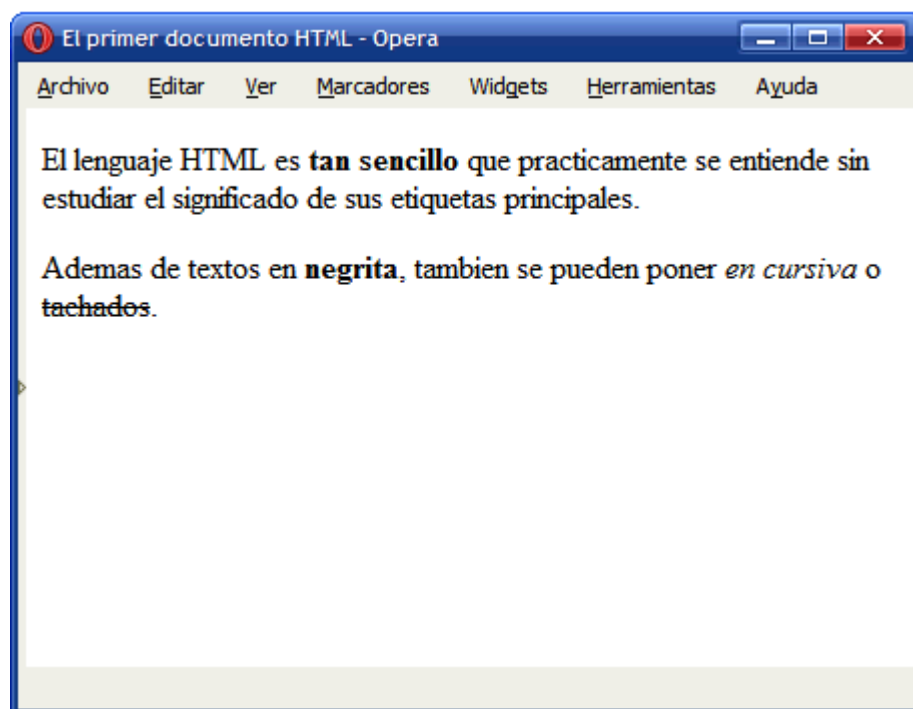 El primer documento HTML - Opera
Archivo Editar Ver Marcadores Widgets Herramientas Ayuda
El lenguaje HTML es tan sencillo que practicamente se entiende sin
estudiar el significado de sus etiquetas principales.
Ademas de textos en negrita, tambien se pueden poner en cursiva o
tachados.